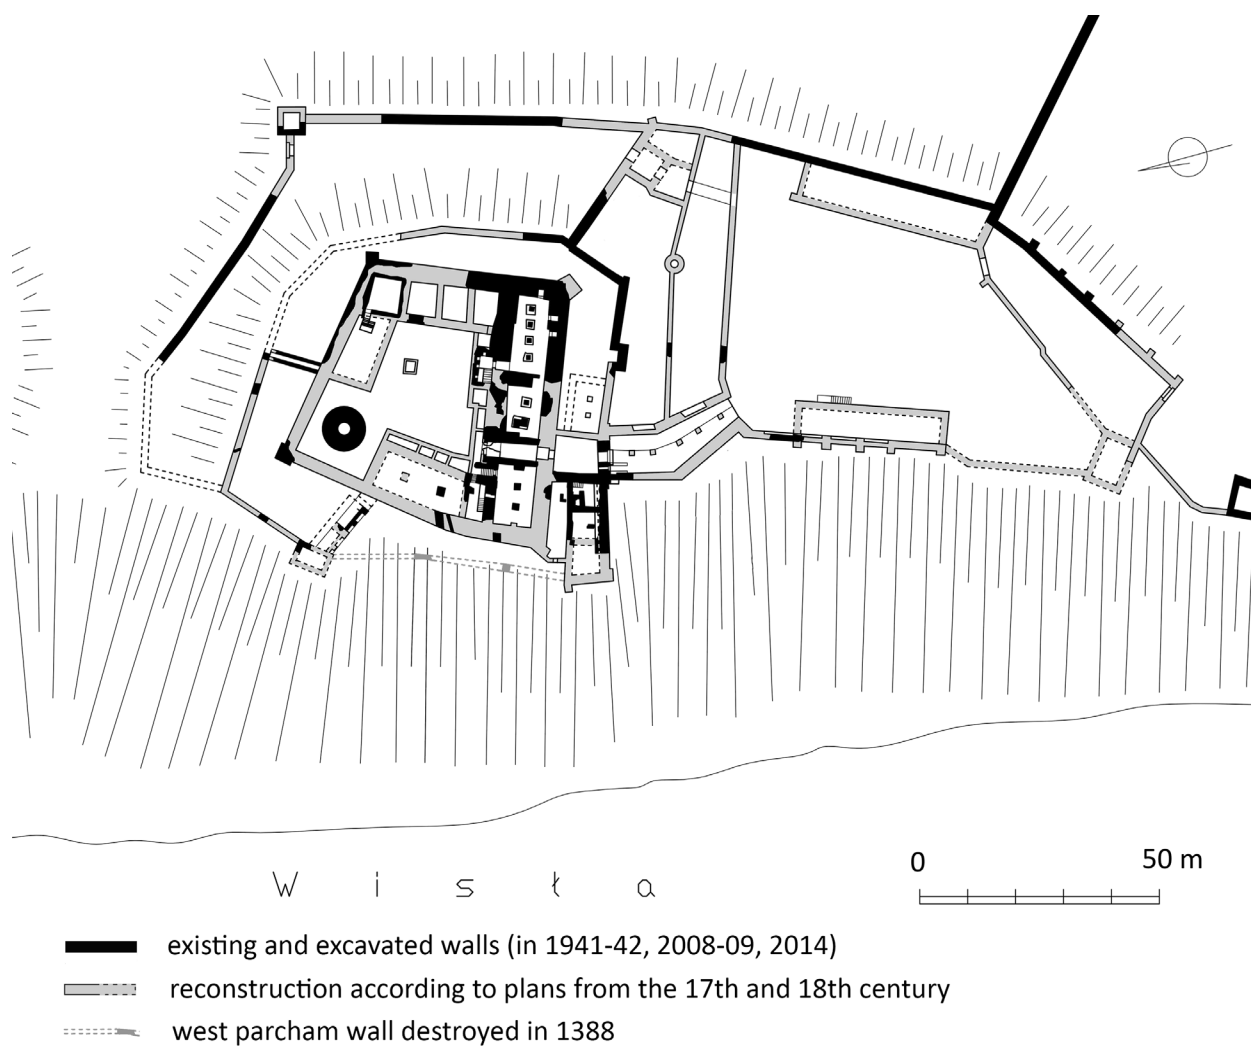 0 50 m
W i s ł a
existing and excavated walls (in 1941-42, 2008-09, 2014)
reconstruction according to plans from the 17th and 18th century
west parcham wall destroyed in 1388